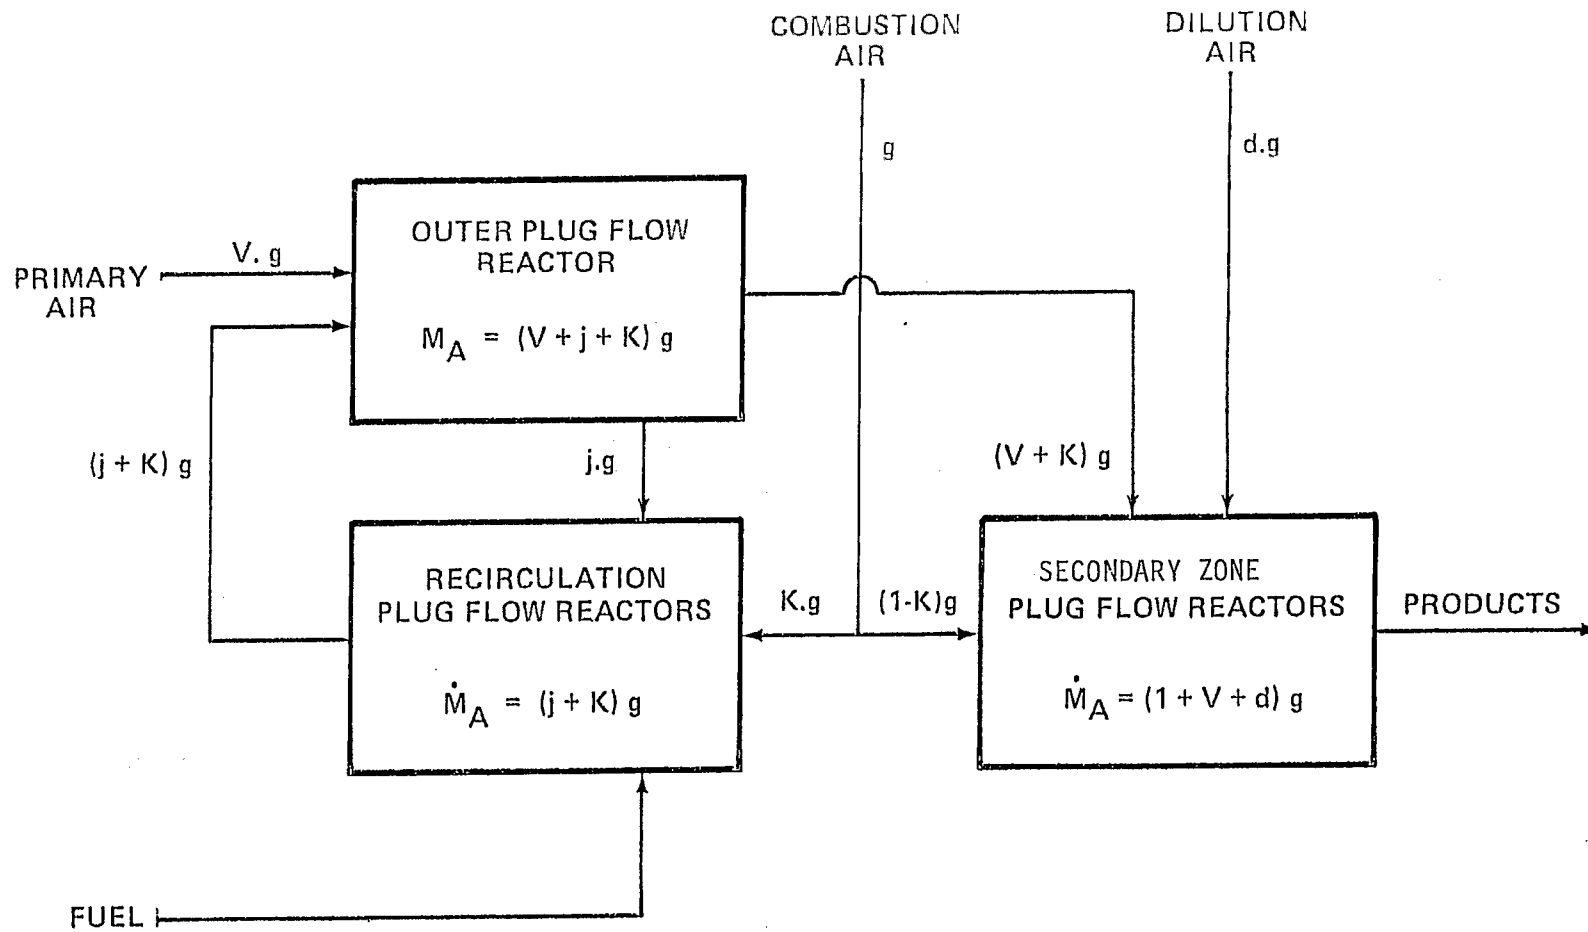 COMBUSTION
AIR
DILUTION
AIR
g
d.g
OUTER PLUG FLOW
REACTOR
M_A = (V + j + K) g
V. g
PRIMARY
AIR
(j + K) g
j.g
(V + K) g
RECIRCULATION
PLUG FLOW REACTORS
Ṁ_A = (j + K) g
K.g
(1-K)g
SECONDARY ZONE
PLUG FLOW REACTORS
Ṁ_A = (1 + V + d) g
PRODUCTS
FUEL